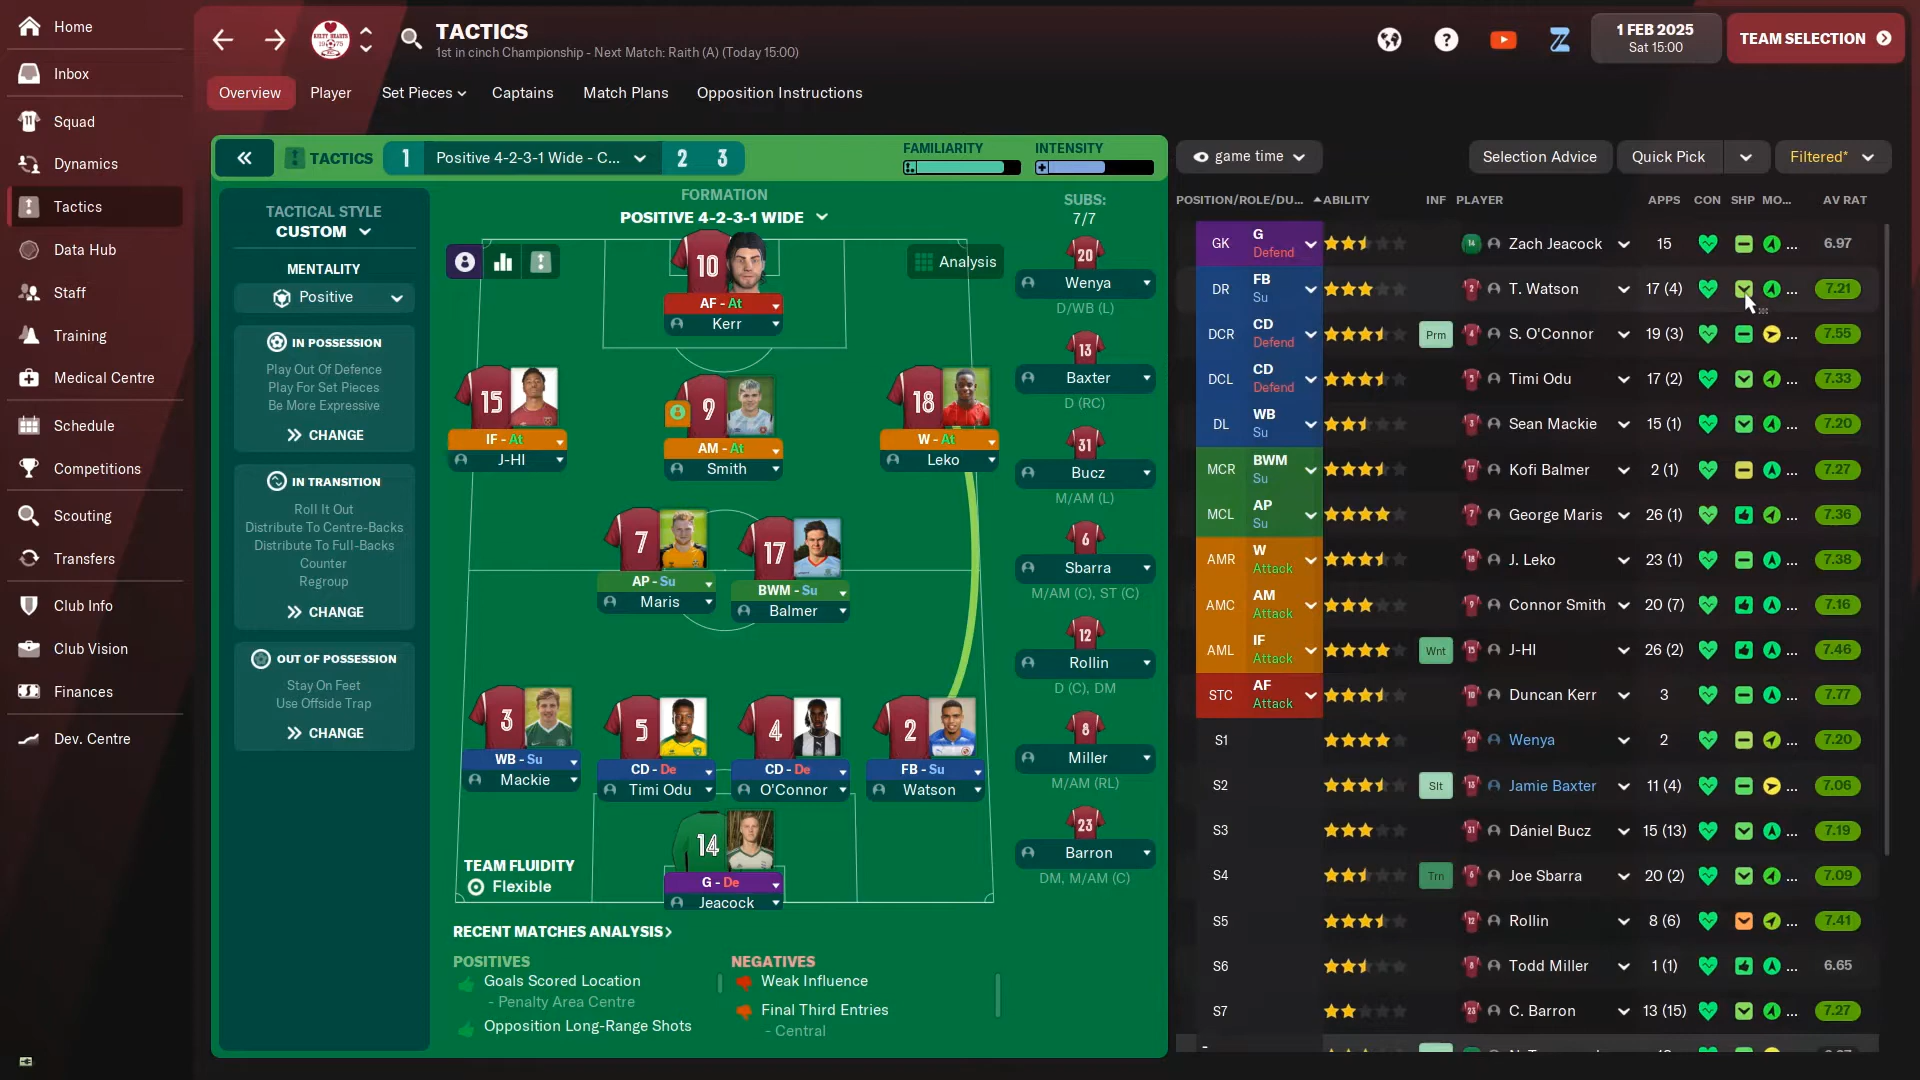 Home
Inbox
Squad
Dynamics
Tactics
Data Hub
Staff
Training
Medical Centre
Schedule
Competitions
Scouting
Transfers
Club Info
Club Vision
Finances
Dev. Centre
TACTICS
1st in cinch Championship - Next Match: Raith (A) (Today 15:00)
1 FEB 2025
Sat 15:00
TEAM SELECTION
Overview
Player
Set Pieces
Captains
Match Plans
Opposition Instructions
TACTICS
1
Positive 4-2-3-1 Wide - C...
2
3
FAMILIARITY
INTENSITY
TACTICAL STYLE
CUSTOM
MENTALITY
Positive
IN POSSESSION
Play Out Of Defence
Play For Set Pieces
Be More Expressive
CHANGE
IN TRANSITION
Roll It Out
Distribute To Centre-Backs
Distribute To Full-Backs
Counter
Regroup
CHANGE
OUT OF POSSESSION
Stay On Feet
Use Offside Trap
CHANGE
FORMATION
POSITIVE 4-2-3-1 WIDE
Analysis
10
AF - At
Kerr
15
IF - At
J-HI
9
AM - At
Smith
18
W - At
Leko
7
AP - Su
Maris
17
BWM - Su
Balmer
3
WB - Su
Mackie
5
CD - De
Timi Odu
4
CD - De
O'Connor
2
FB - Su
Watson
14
G - De
Jeacock
TEAM FLUIDITY
Flexible
SUBS:
7/7
20
Wenya
D/WB (L)
13
Baxter
D (RC)
31
Bucz
M/AM (L)
6
Sbarra
M/AM (C), ST (C)
12
Rollin
D (C), DM
8
Miller
M/AM (RL)
23
Barron
DM, M/AM (C)
RECENT MATCHES ANALYSIS
POSITIVES
Goals Scored Location
- Penalty Area Centre
Opposition Long-Range Shots
NEGATIVES
Weak Influence
Final Third Entries
- Central
game time
Selection Advice
Quick Pick
Filtered*
POSITION/ROLE/DU... ABILITY INF PLAYER APPS CON SHP MO... AV RAT
GK G Defend 14 Zach Jeacock 15 ... 6.97
DR FB Su 2 T. Watson 17 (4) ... 7.21
DCR CD Defend Prm 4 S. O'Connor 19 (3) ... 7.55
DCL CD Defend 5 Timi Odu 17 (2) ... 7.33
DL WB Su 3 Sean Mackie 15 (1) ... 7.20
MCR BWM Su 17 Kofi Balmer 2 (1) ... 7.27
MCL AP Su 7 George Maris 26 (1) ... 7.36
AMR W Attack 18 J. Leko 23 (1) ... 7.38
AMC AM Attack 9 Connor Smith 20 (7) ... 7.16
AML IF Attack Wnt 15 J-HI 26 (2) ... 7.46
STC AF Attack 10 Duncan Kerr 3 ... 7.77
S1 20 Wenya 2 ... 7.20
S2 Slt 13 Jamie Baxter 11 (4) ... 7.06
S3 31 Dániel Bucz 15 (13) ... 7.19
S4 Trn 6 Joe Sbarra 20 (2) ... 7.09
S5 12 Rollin 8 (6) ... 7.41
S6 8 Todd Miller 1 (1) ... 6.65
S7 23 C. Barron 13 (15) ... 7.27
-